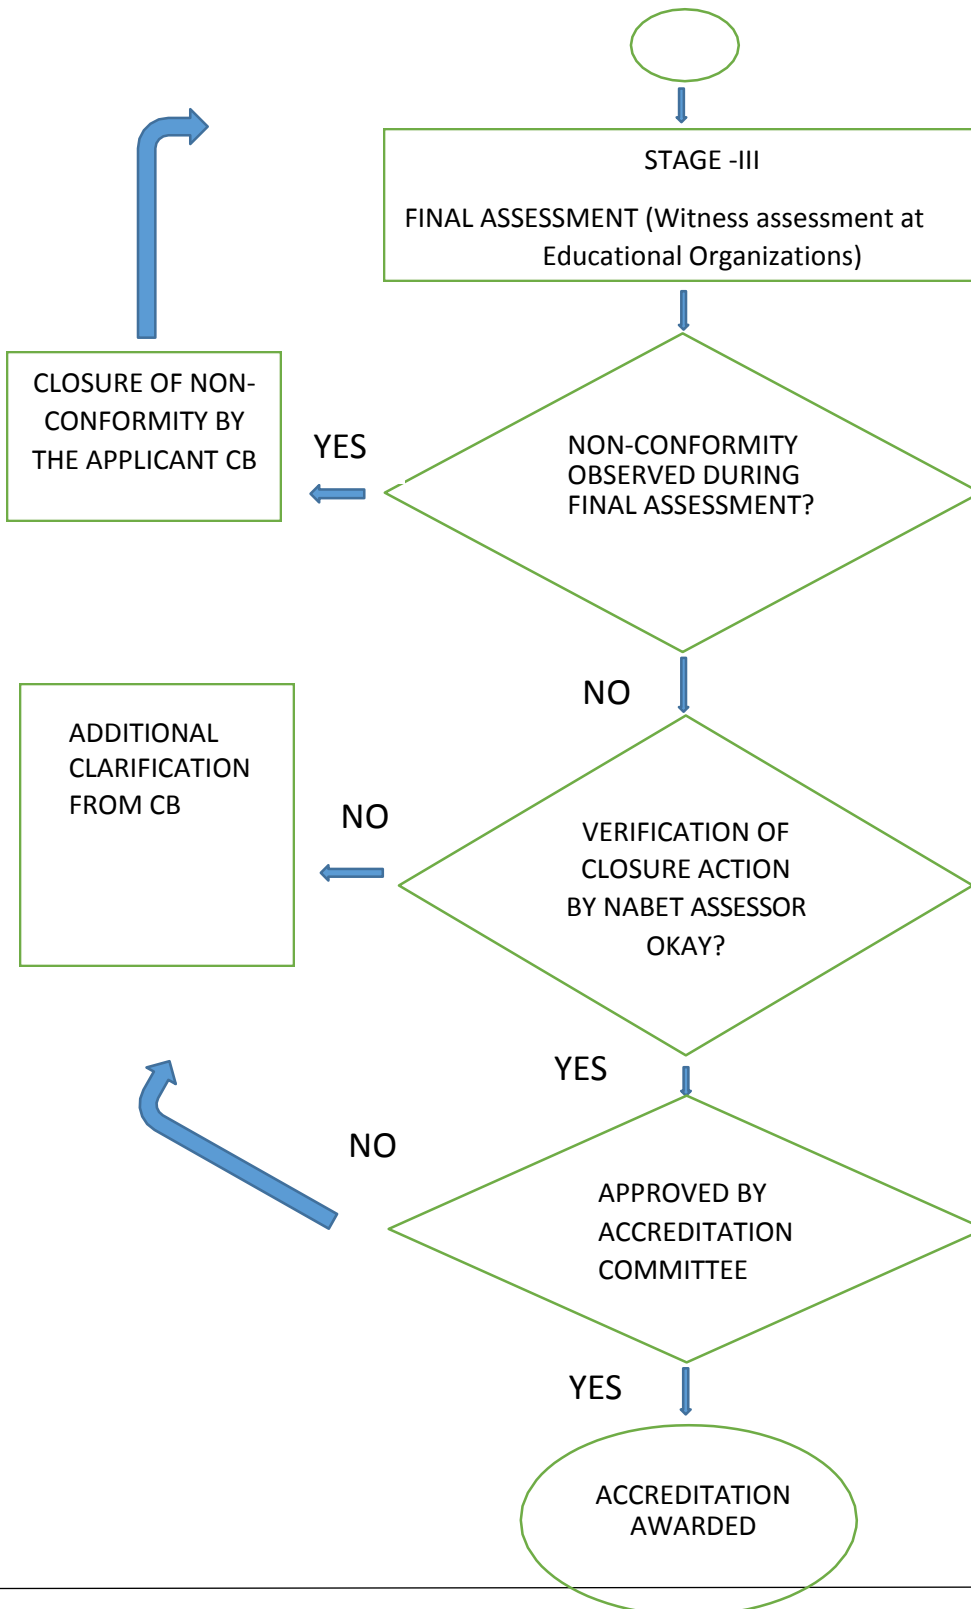 STAGE -III
FINAL ASSESSMENT (Witness assessment at
Educational Organizations)
CLOSURE OF NON-
CONFORMITY BY
THE APPLICANT CB
YES
NON-CONFORMITY
OBSERVED DURING
FINAL ASSESSMENT?
NO
ADDITIONAL
CLARIFICATION
FROM CB
NO
VERIFICATION OF
CLOSURE ACTION
BY NABET ASSESSOR
OKAY?
YES
NO
APPROVED BY
ACCREDITATION
COMMITTEE
YES
ACCREDITATION
AWARDED